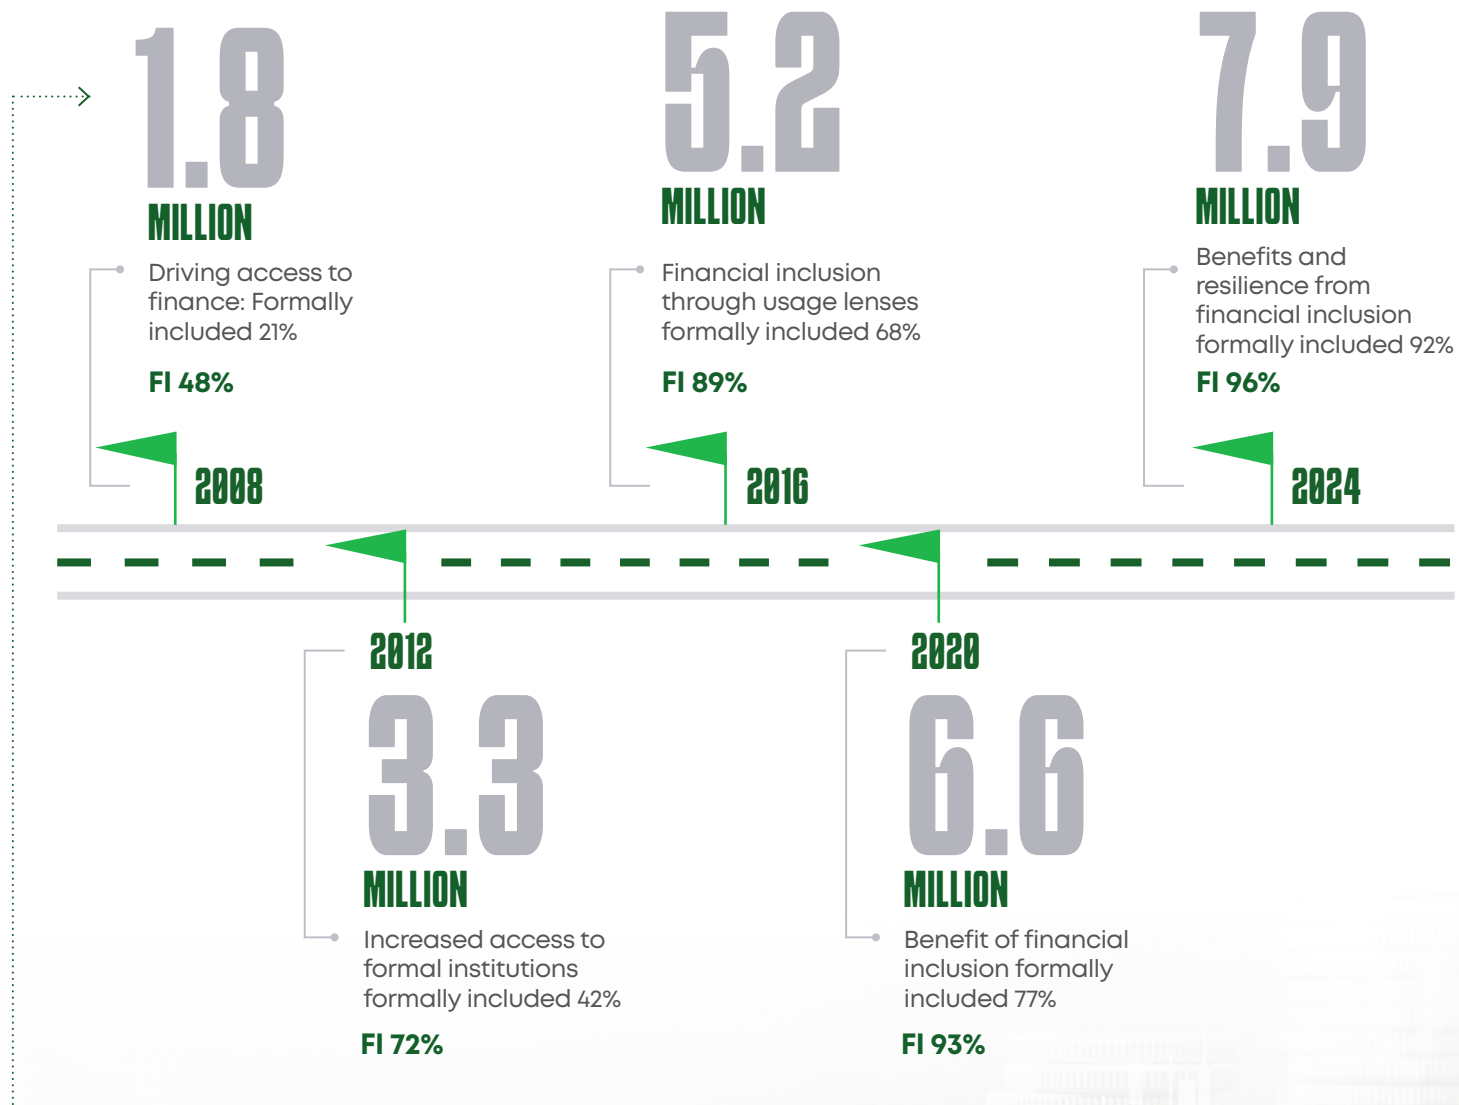 1.8
MILLION
Driving access to
finance: Formally
included 21%
FI 48%
2008
3.3
2012
MILLION
Increased access to
formal institutions
formally included 42%
FI 72%
5.2
MILLION
Financial inclusion
through usage lenses
formally included 68%
FI 89%
2016
2020
6.6
MILLION
Benefit of financial
inclusion formally
included 77%
FI 93%
7.9
MILLION
Benefits and
resilience from
financial inclusion
formally included 92%
FI 96%
2024